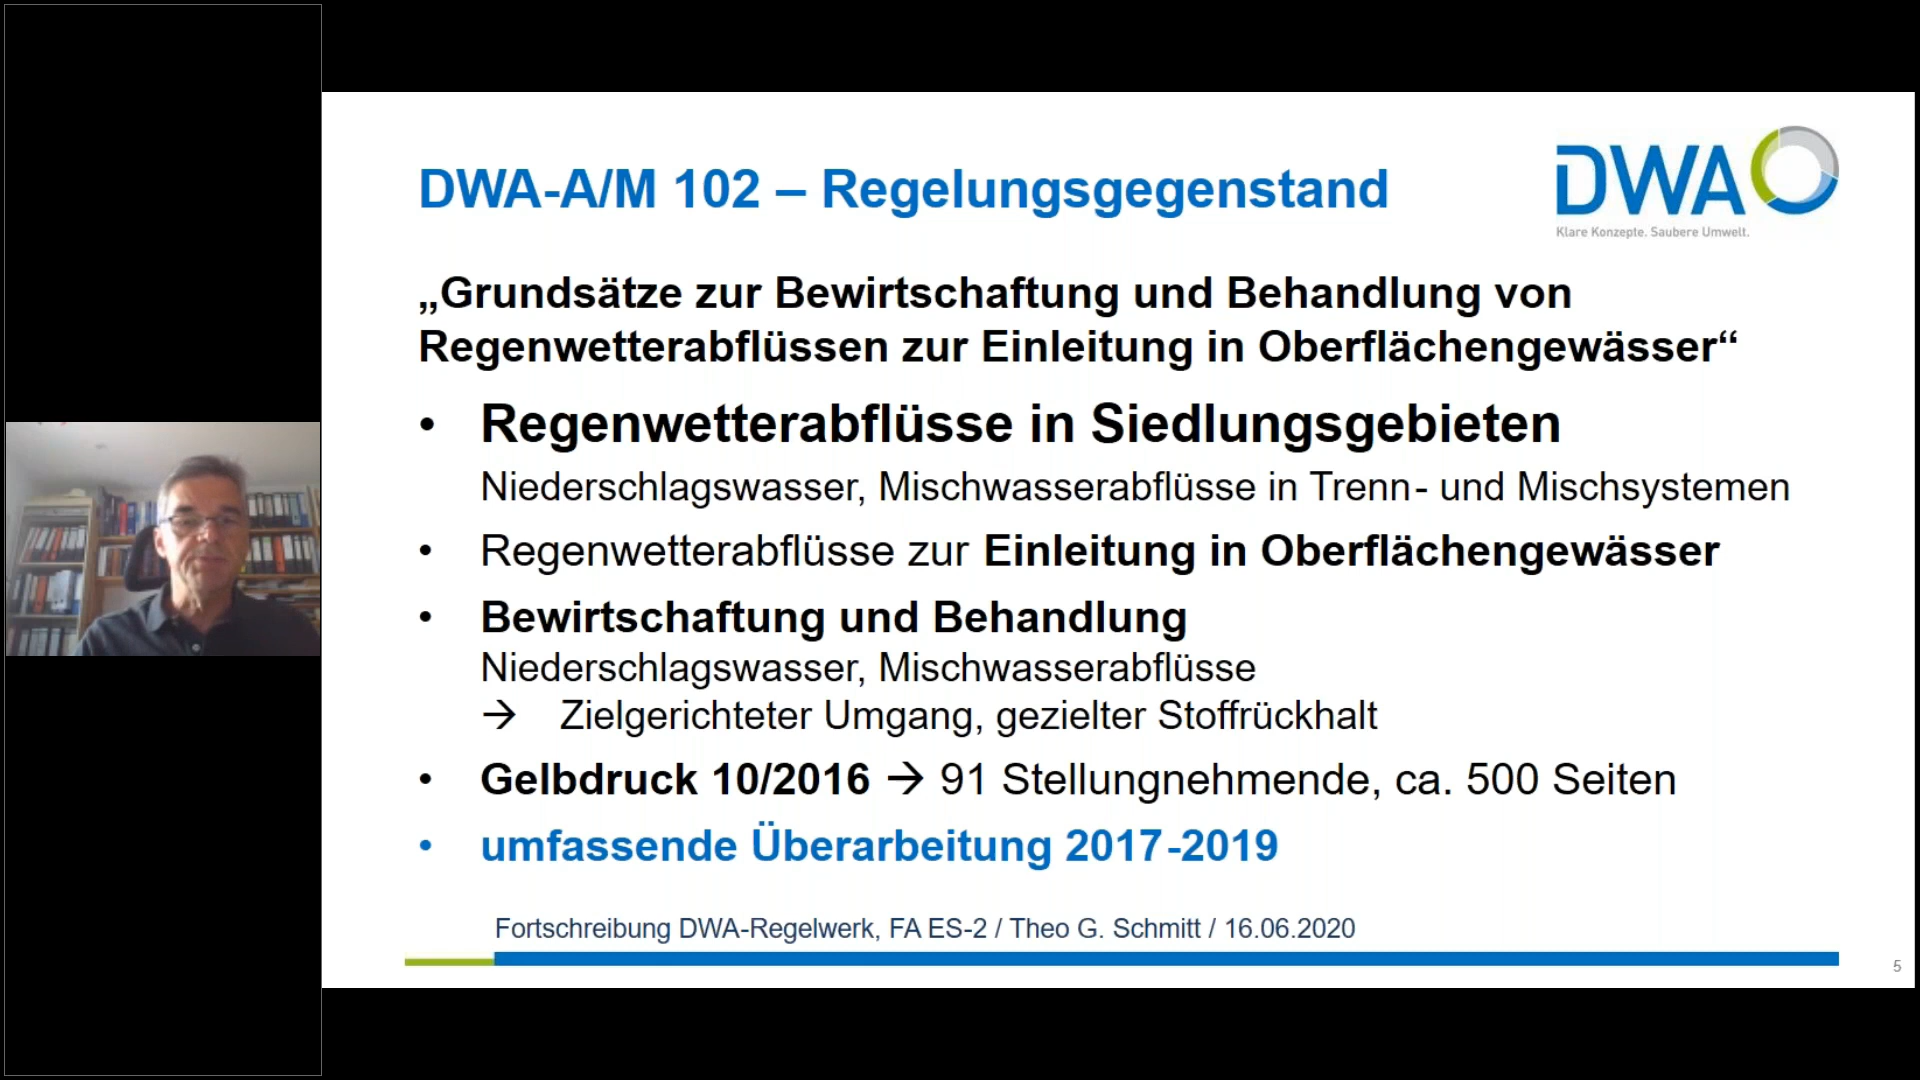 DWA-A/M 102 – Regelungsgegenstand
DWA
Klare Konzepte. Saubere Umwelt.
„Grundsätze zur Bewirtschaftung und Behandlung von
Regenwetterabflüssen zur Einleitung in Oberflächengewässer“
• Regenwetterabflüsse in Siedlungsgebieten
Niederschlagswasser, Mischwasserabflüsse in Trenn- und Mischsystemen
• Regenwetterabflüsse zur Einleitung in Oberflächengewässer
• Bewirtschaftung und Behandlung
Niederschlagswasser, Mischwasserabflüsse
→ Zielgerichteter Umgang, gezielter Stoffrückhalt
• Gelbdruck 10/2016 → 91 Stellungnehmende, ca. 500 Seiten
• umfassende Überarbeitung 2017-2019
Fortschreibung DWA-Regelwerk, FA ES-2 / Theo G. Schmitt / 16.06.2020
5